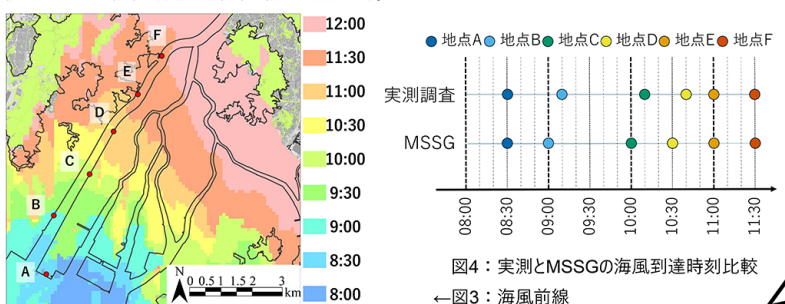 F
E
D
C
B
A
N
0 0.5 1 1.5 2 3
km
12:00
11:30
11:00
10:30
10:00
9:30
9:00
8:30
8:00
地点A 地点B 地点C 地点D 地点E 地点F
実測調査
MSSG
08:00 08:30 09:00 09:30 10:00 10:30 11:00 11:30
図4：実測とMSSGの海風到達時刻比較
←図3：海風前線